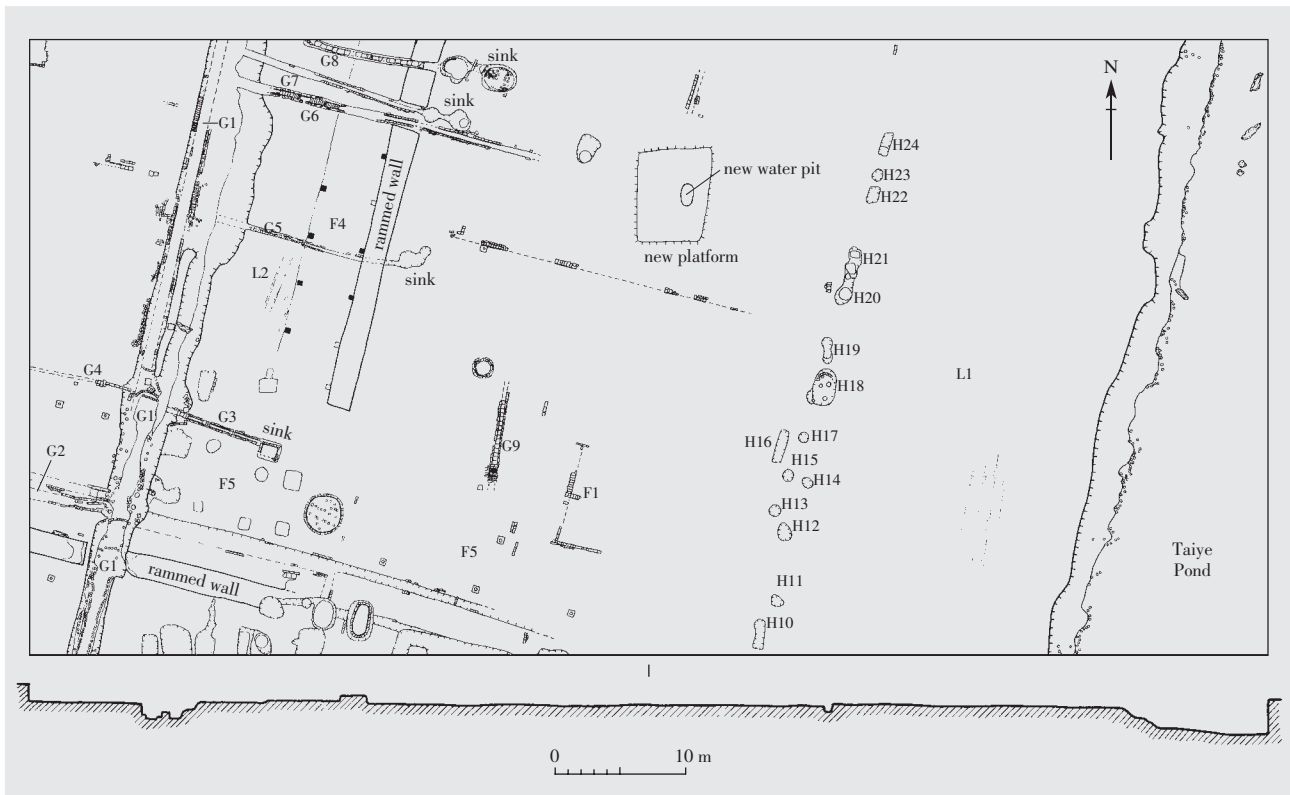 G8
sink
N
G7
sink
G1
G6
H24
new water pit
H23
rammed wall
H22
F4
G5
new platform
H21
L2
sink
H20
H19
G4
L1
H18
G1
G3
sink
H16
H17
G9
G2
H15
H14
F5
F1
H13
H12
F5
Taiye
Pond
G1
rammed wall
H11
H10
0 10 m